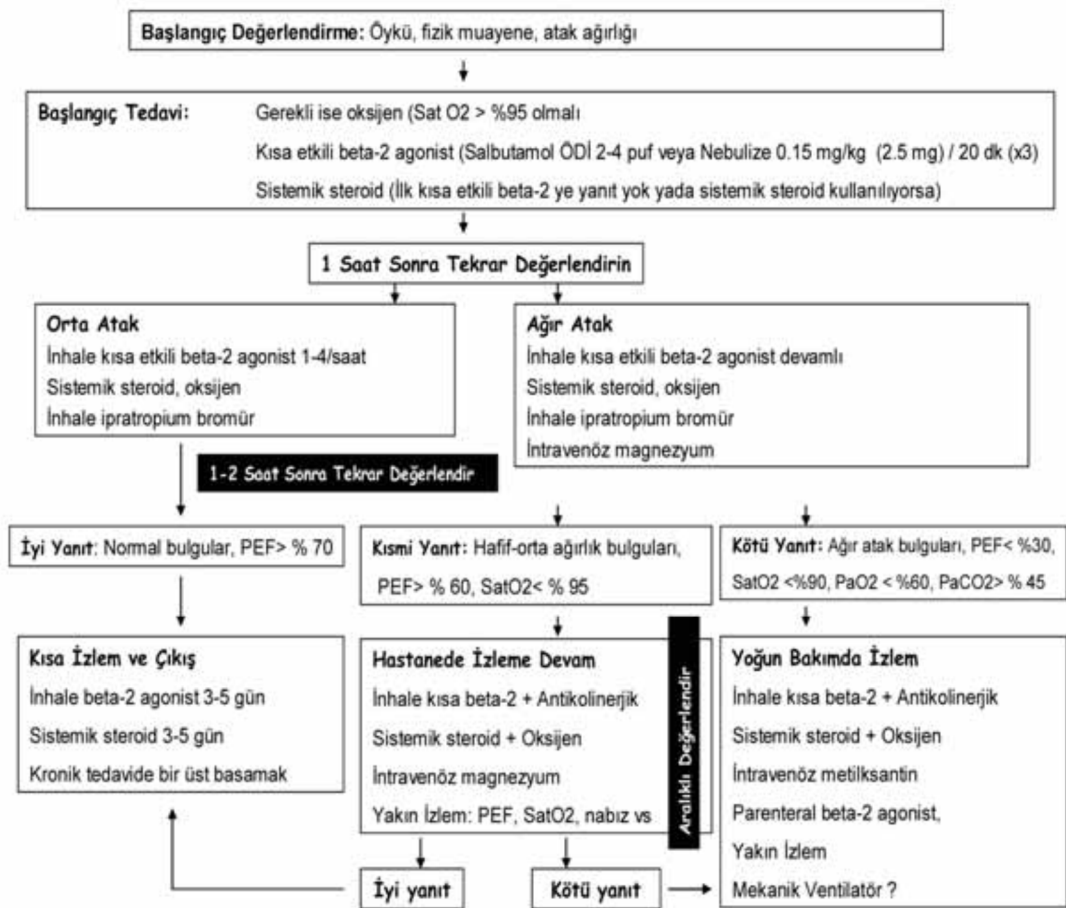 Başlangıç Değerlendirme: Öykü, fizik muayene, atak ağırlığı
Başlangıç Tedavi: Gerekli ise oksijen (Sat O2 > %95 olmalı
Kısa etkili beta-2 agonist (Salbutamol ÖDİ 2-4 puf veya Nebulize 0.15 mg/kg (2.5 mg) / 20 dk (x3)
Sistemik steroid (İlk kısa etkili beta-2 ye yanıt yok yada sistemik steroid kullanılıyorsa)
1 Saat Sonra Tekrar Değerlendirin
Orta Atak
İnhale kısa etkili beta-2 agonist 1-4/saat
Sistemik steroid, oksijen
İnhale ipratropium bromür
Ağır Atak
İnhale kısa etkili beta-2 agonist devamlı
Sistemik steroid, oksijen
İnhale ipratropium bromür
İntravenöz magnezyum
1-2 Saat Sonra Tekrar Değerlendir
İyi Yanıt: Normal bulgular, PEF> % 70
Kısmi Yanıt: Hafif-orta ağırlık bulguları,
PEF> % 60, SatO2< % 95
Kötü Yanıt: Ağır atak bulguları, PEF< %30,
SatO2 <%90, PaO2 < %60, PaCO2> % 45
Kısa İzlem ve Çıkış
İnhale beta-2 agonist 3-5 gün
Sistemik steroid 3-5 gün
Kronik tedavide bir üst basamak
Hastanede İzleme Devam
İnhale kısa beta-2 + Antikolinerjik
Sistemik steroid + Oksijen
İntravenöz magnezyum
Yakın İzlem: PEF, SatO2, nabız vs
Aralıklı Değerlendir
Yoğun Bakımda İzlem
İnhale kısa beta-2 + Antikolinerjik
Sistemik steroid + Oksijen
İntravenöz metilksantin
Parenteral beta-2 agonist,
Yakın İzlem
Mekanik Ventilatör ?
İyi yanıt
Kötü yanıt